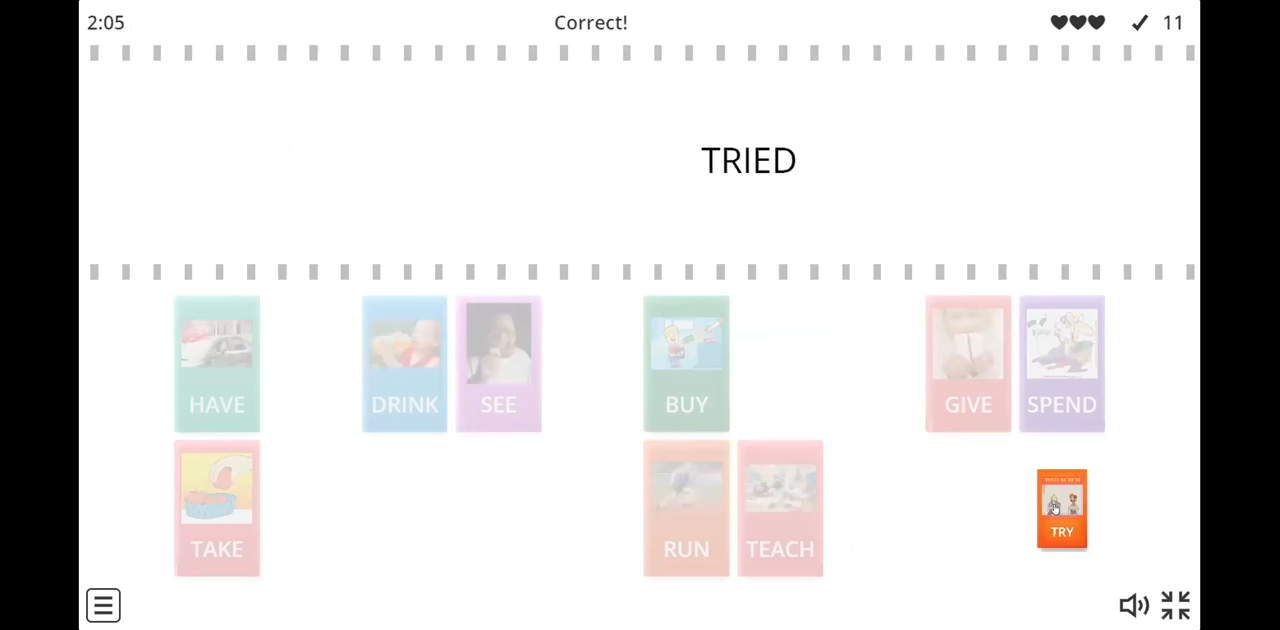 2:05
Correct!
11
TRIED
HAVE
DRINK
SEE
BUY
GIVE
SPEND
TAKE
RUN
TEACH
TRY